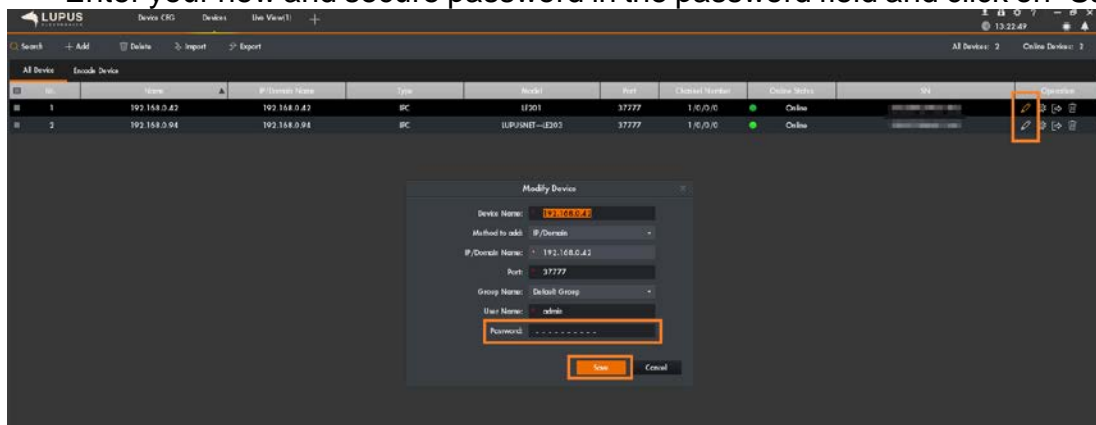 Enter your now and secure password in the password field and click on
LUPUS
ELECTRONICS
Device CFG Devices Live View(1)
13:22:49
Search Add Delete Import Export All Devices: 2 Online Devices: 2
All Device Encode Device
No. Name IP/Domain Name Type Model Port Channel Number Online Status SN Operation
1 192.168.0.42 192.168.0.42 IPC LE201 37777 1/0/0/0 Online
2 192.168.0.94 192.168.0.94 IPC LUPUSNET--LE203 37777 1/0/0/0 Online
Modify Device
Device Name: * 192.168.0.42
Method to add: IP/Domain
IP/Domain Name: * 192.168.0.42
Port: * 37777
Group Name: Default Group
User Name: * admin
Password:
Save Cancel